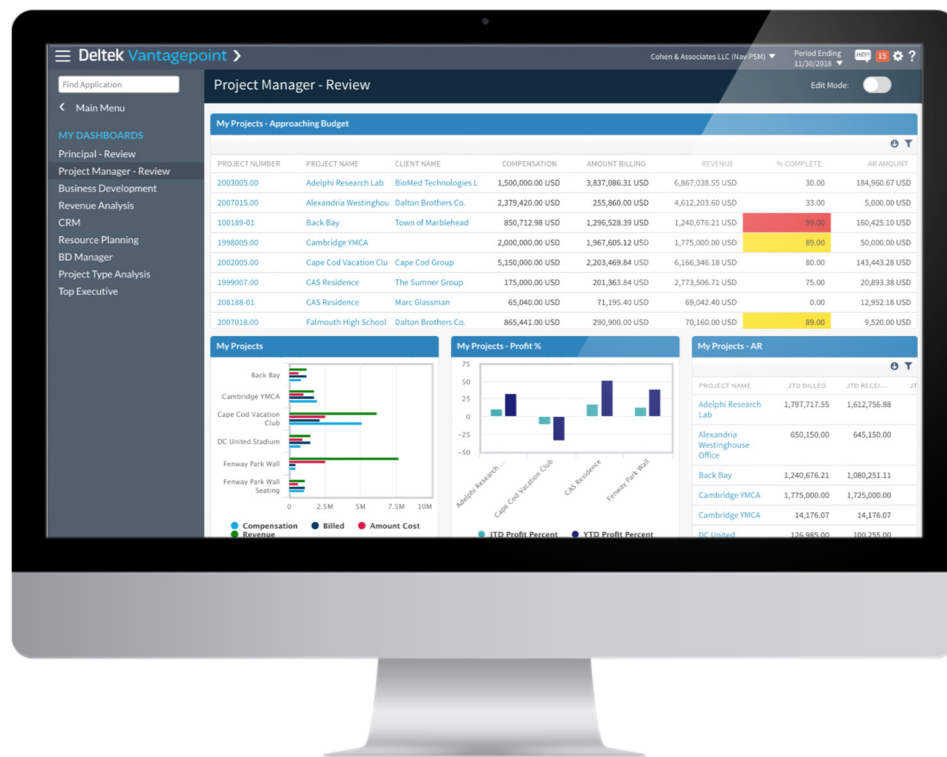 Deltek Vantagepoint
Cohen & Associates LLC (Nav PSM)
Period Ending
11/30/2018
HEY!
15
?
Find Application
Project Manager - Review
Edit Mode:
Main Menu
MY DASHBOARDS
Principal - Review
Project Manager - Review
Business Development
Revenue Analysis
CRM
Resource Planning
BD Manager
Project Type Analysis
Top Executive
My Projects - Approaching Budget
PROJECT NUMBER PROJECT NAME CLIENT NAME COMPENSATION AMOUNT BILLING REVENUE % COMPLETE AR AMOUNT
2003005.00 Adelphi Research Lab BioMed Technologies L 1,500,000.00 USD 3,837,086.31 USD 6,867,038.55 USD 30.00 184,960.67 USD
2007015.00 Alexandria Westinghou Dalton Brothers Co. 2,379,420.00 USD 255,860.00 USD 4,612,203.60 USD 33.00 5,000.00 USD
100189-01 Back Bay Town of Marblehead 850,712.98 USD 1,296,528.39 USD 1,240,676.21 USD 99.00 160,425.10 USD
1998005.00 Cambridge YMCA 2,000,000.00 USD 1,967,605.12 USD 1,775,000.00 USD 89.00 50,000.00 USD
2002005.00 Cape Cod Vacation Clu Cape Cod Group 5,150,000.00 USD 2,203,469.84 USD 6,166,346.18 USD 80.00 143,443.28 USD
1999007.00 CAS Residence The Sumner Group 175,000.00 USD 201,363.84 USD 2,773,506.71 USD 75.00 20,893.38 USD
208188-01 CAS Residence Marc Glassman 65,040.00 USD 71,195.40 USD 69,042.40 USD 0.00 12,952.18 USD
2007018.00 Falmouth High School Dalton Brothers Co. 865,441.00 USD 290,900.00 USD 70,160.00 USD 89.00 9,520.00 USD
My Projects
Back Bay
Cambridge YMCA
Cape Cod Vacation
Club
DC United Stadium
Fenway Park Wall
Fenway Park Wall
Seating
0 2.5M 5M 7.5M 10M
Compensation Billed Amount Cost
Revenue
My Projects - Profit %
75
50
25
0
-25
-50
Adelphi Research ...
Cape Cod Vacation Club
CAS Residence
Fenway Park Wall
JTD Profit Percent YTD Profit Percent
My Projects - AR
PROJECT NAME JTD BILLED JTD RECEI... JT
Adelphi Research 1,797,717.55 1,612,756.88
Lab
Alexandria 650,150.00 645,150.00
Westinghouse
Office
Back Bay 1,240,676.21 1,080,251.11
Cambridge YMCA 1,775,000.00 1,725,000.00
Cambridge YMCA 14,176.07 14,176.07
DC United 126,985.00 100,255.00